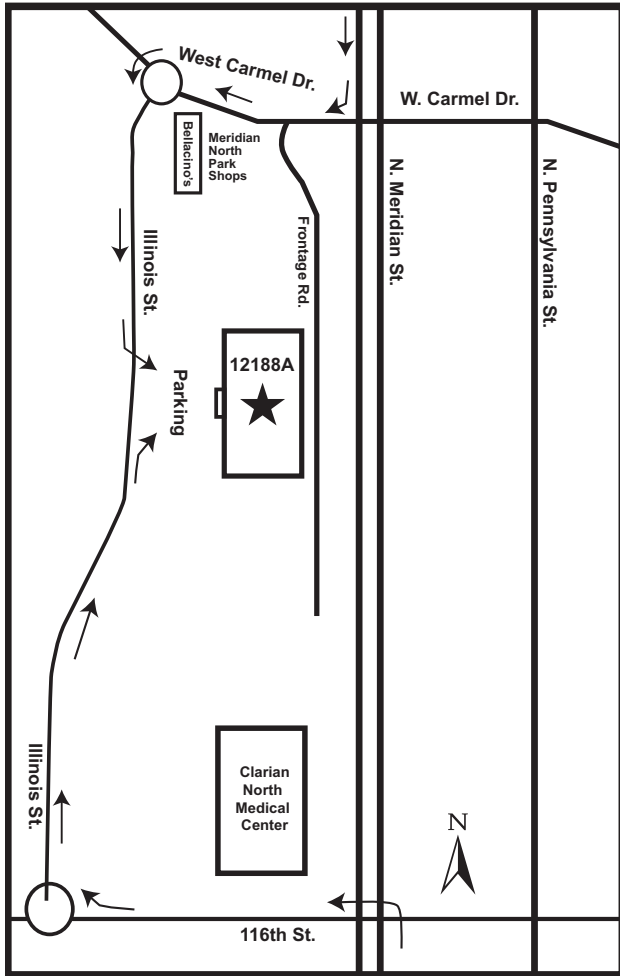 West Carmel Dr.
W. Carmel Dr.
Bellacino's
Meridian
North
Park
Shops
N. Meridian St.
N. Pennsylvania St.
Illinois St.
Frontage Rd.
12188A
Parking
Illinois St.
Clarian
North
Medical
Center
N
116th St.